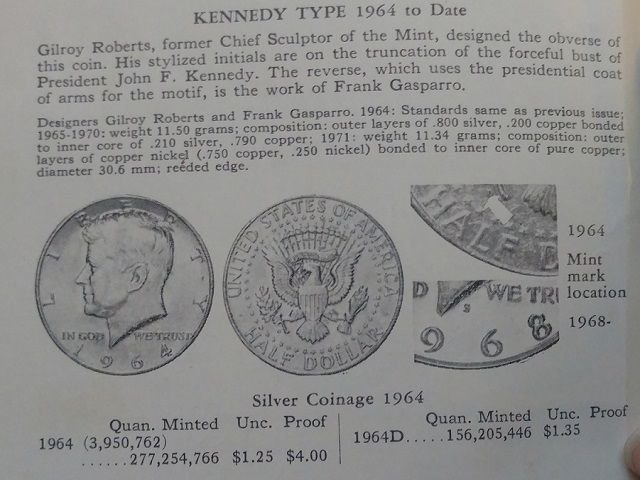 KENNEDY TYPE 1964 to Date
Gilroy Roberts, former Chief Sculptor of the Mint, designed the obverse of
this coin. His stylized initials are on the truncation of the forceful bust of
President John F. Kennedy. The reverse, which uses the presidential coat
of arms for the motif, is the work of Frank Gasparro.
Designers Gilroy Roberts and Frank Gasparro. 1964: Standards same as previous issue;
1965-1970: weight 11.50 grams; composition: outer layers of .800 silver, .200 copper bonded
to inner core of .210 silver, .790 copper; 1971: weight 11.34 grams; composition: outer
layers of copper nickel (.750 copper, .250 nickel) bonded to inner core of pure copper;
diameter 30.6 mm; reeded edge.
LIBERTY
IN GOD WE TRUST
1964
UNITED STATES OF AMERICA
HALF DOLLAR
HALF D
D WE TRU
S
968
1964
Mint
mark
location
1968-
Silver Coinage 1964
Quan. Minted Unc. Proof
1964 (3,950,762)
......277,254,766 $1.25 $4.00
Quan. Minted Unc. Proof
1964D.....156,205,446 $1.35